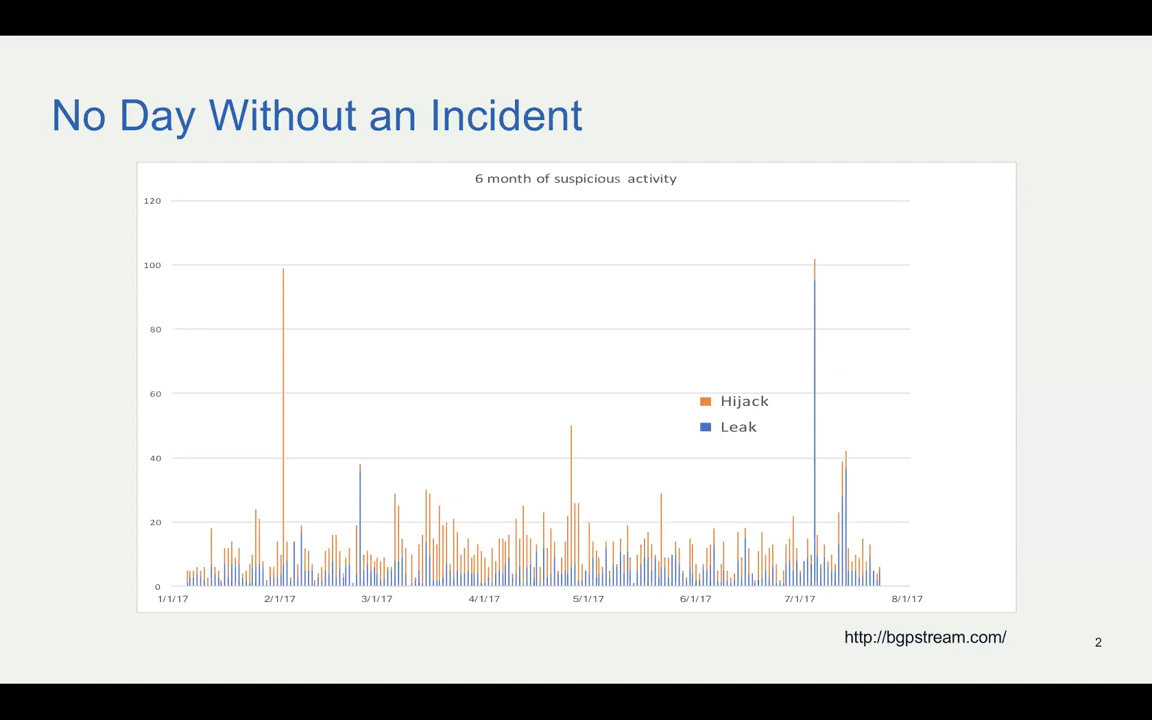 No Day Without an Incident
6 month of suspicious activity
120
100
80
60
40
20
0
Hijack
Leak
1/1/17 2/1/17 3/1/17 4/1/17 5/1/17 6/1/17 7/1/17 8/1/17
http://bgpstream.com/
2